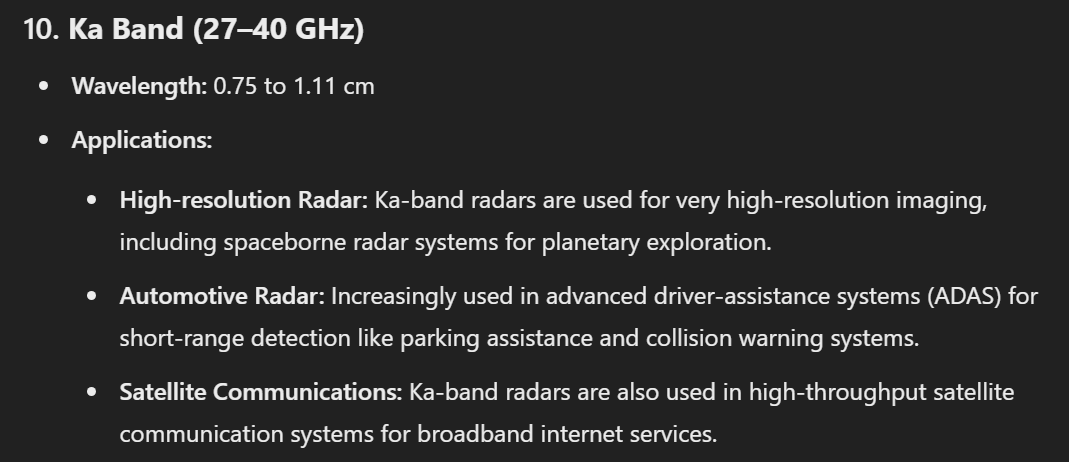 10. Ka Band (27–40 GHz)
• Wavelength: 0.75 to 1.11 cm
• Applications:
• High-resolution Radar: Ka-band radars are used for very high-resolution imaging,
including spaceborne radar systems for planetary exploration.
• Automotive Radar: Increasingly used in advanced driver-assistance systems (ADAS) for
short-range detection like parking assistance and collision warning systems.
• Satellite Communications: Ka-band radars are also used in high-throughput satellite
communication systems for broadband internet services.